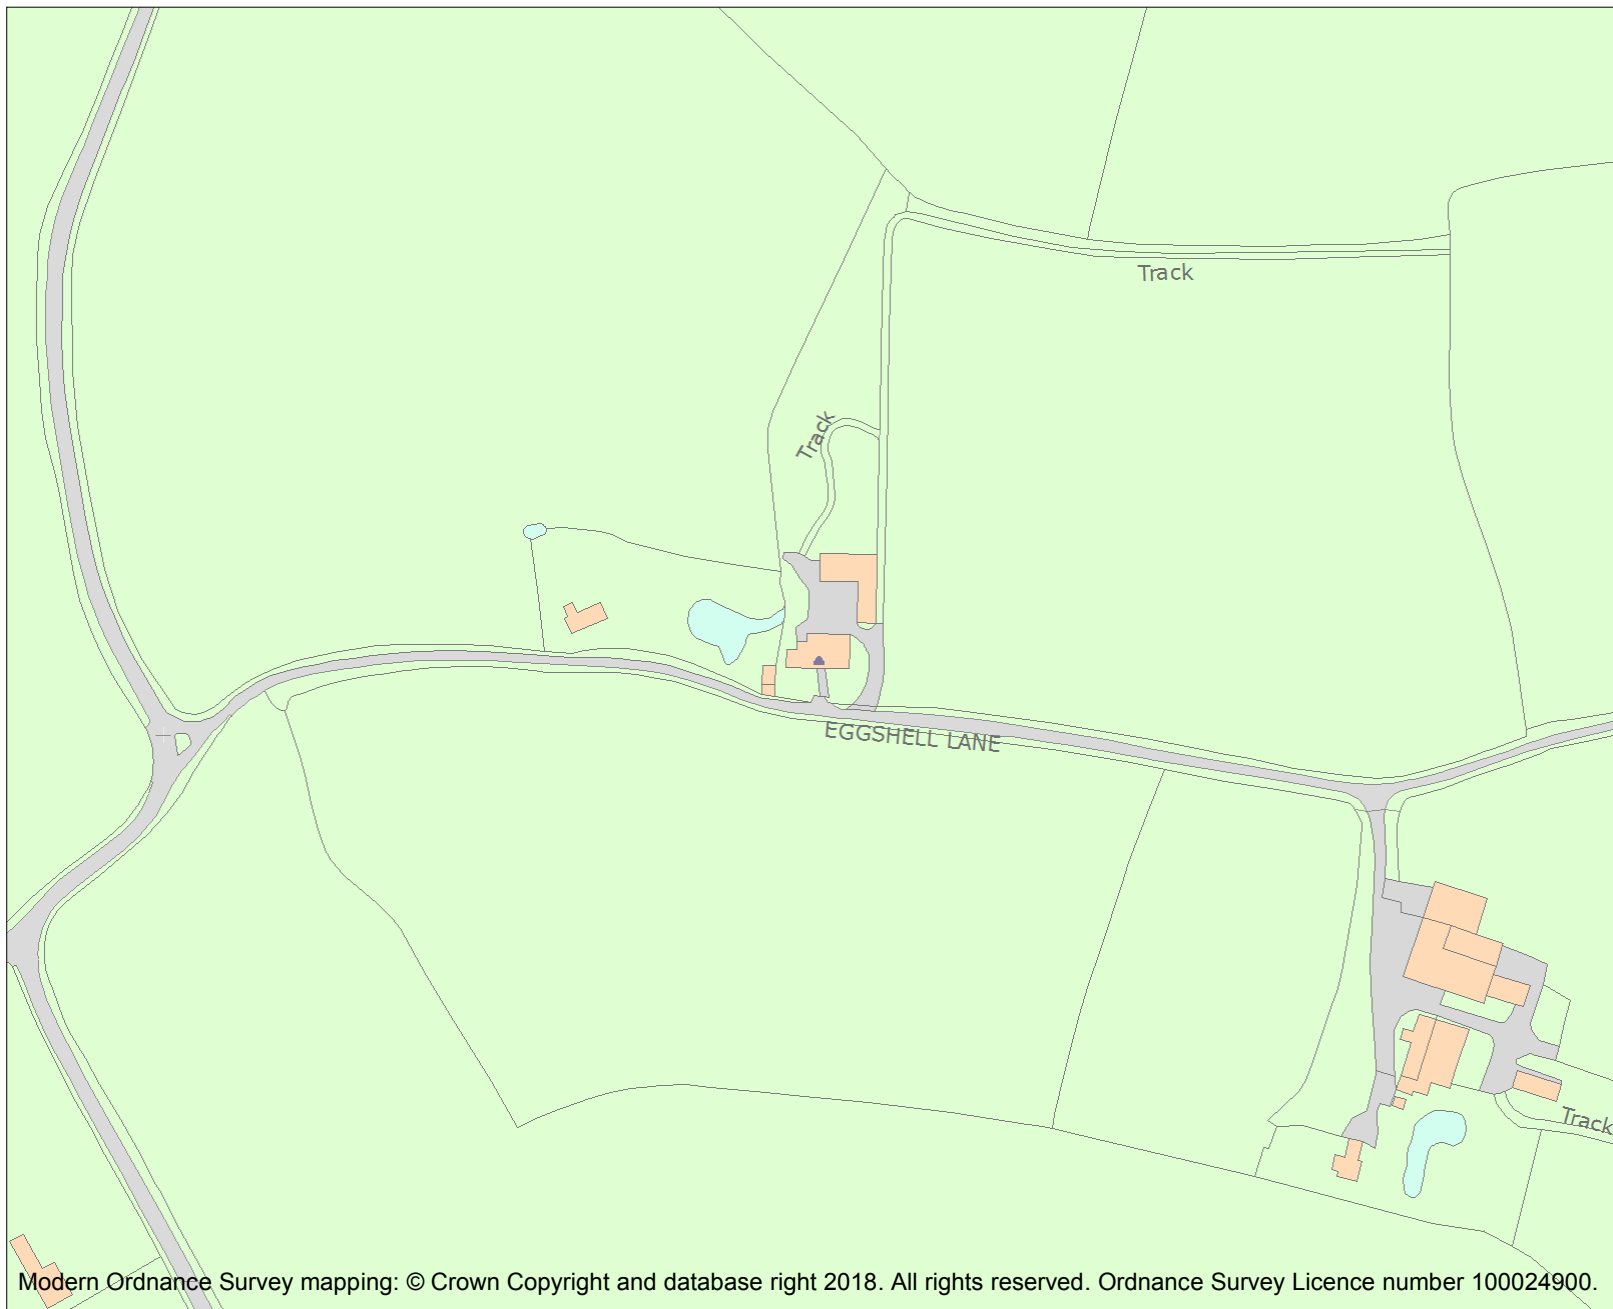 Track
Track
EGGSHELL LANE
Track
Modern Ordnance Survey mapping: © Crown Copyright and database right 2018. All rights reserved. Ordnance Survey Licence number 100024900.